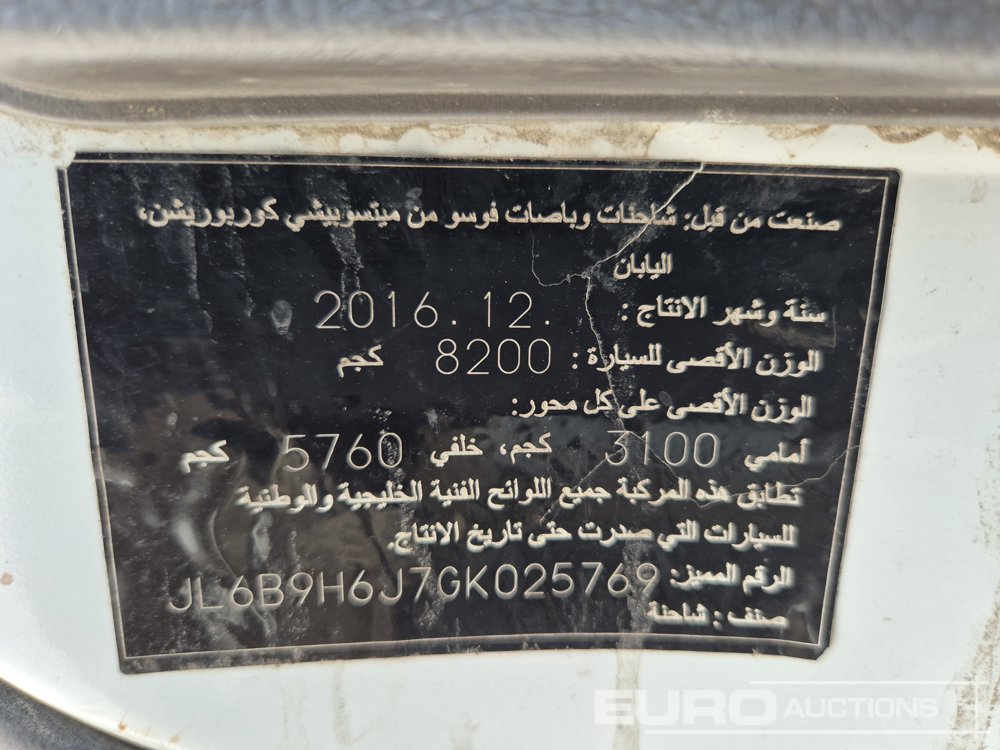 صنعت من قبل: شاحنات وباصات فوسو من ميتسوبيشي كوربوريشن،
اليابان
سنة وشهر الانتاج : 2016.12.
الوزن الأقصى للسيارة : 8200 كجم
الوزن الأقصى على كل محور:
أمامي 3100 كجم، خلفي 5760 كجم
تطابق هذه المركبة جميع اللوائح الفنية الخليجية والوطنية
للسيارات التي صدرت حتى تاريخ الانتاج.
الرقم المميز: JL6B9H6J7GK025769
صنف : شاحنة
EURO AUCTIONS